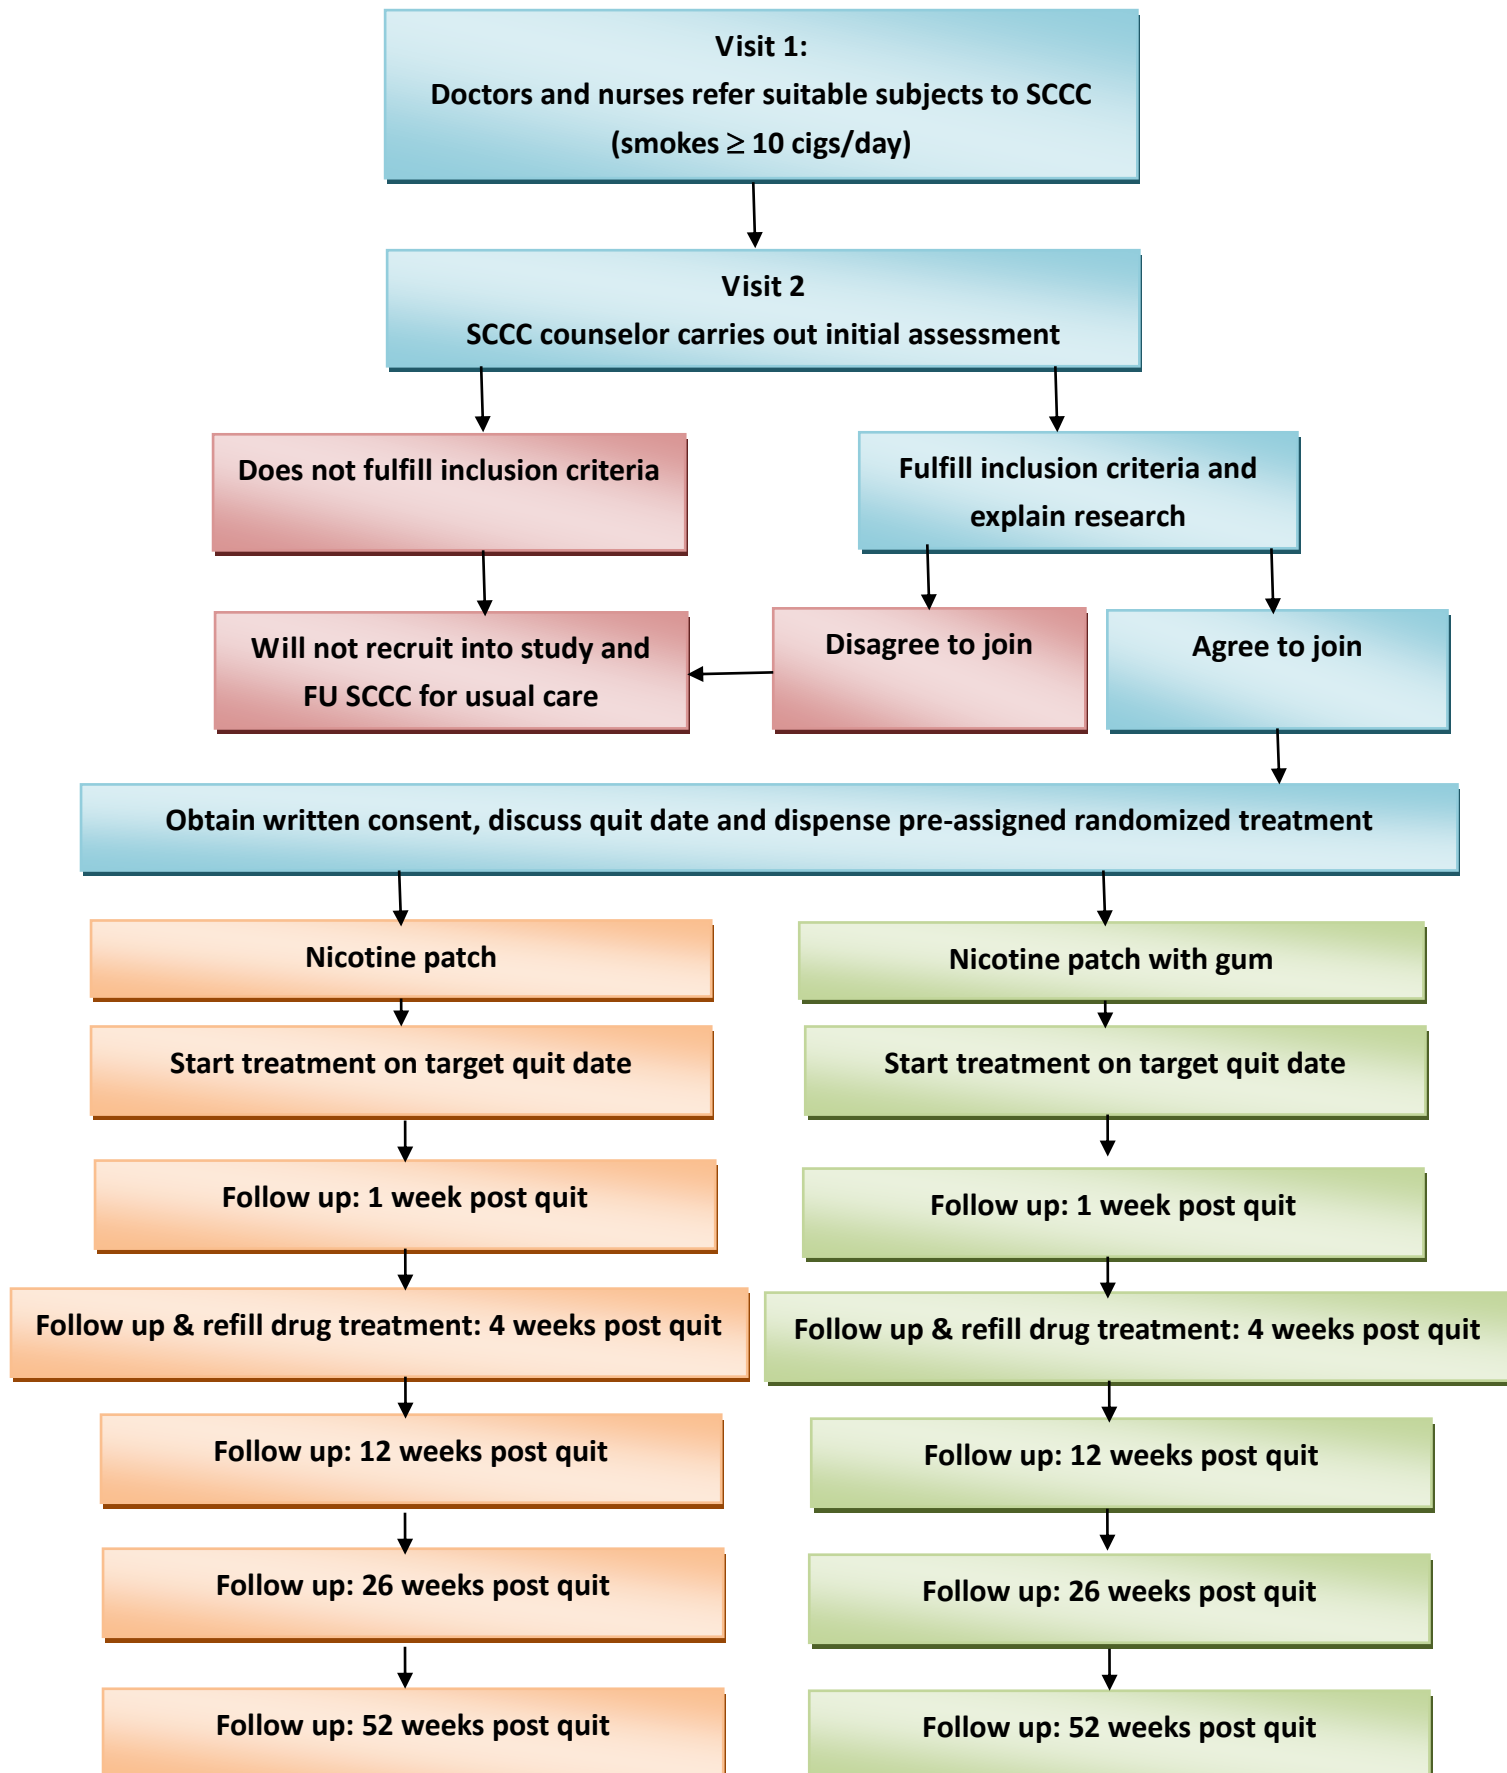 Visit 1:
Doctors and nurses refer suitable subjects to SCCC
(smokes ≥ 10 cigs/day)
Visit 2
SCCC counselor carries out initial assessment
Does not fulfill inclusion criteria
Fulfill inclusion criteria and
explain research
Will not recruit into study and
FU SCCC for usual care
Disagree to join
Agree to join
Obtain written consent, discuss quit date and dispense pre-assigned randomized treatment
Nicotine patch
Nicotine patch with gum
Start treatment on target quit date
Start treatment on target quit date
Follow up: 1 week post quit
Follow up: 1 week post quit
Follow up & refill drug treatment: 4 weeks post quit
Follow up & refill drug treatment: 4 weeks post quit
Follow up: 12 weeks post quit
Follow up: 12 weeks post quit
Follow up: 26 weeks post quit
Follow up: 26 weeks post quit
Follow up: 52 weeks post quit
Follow up: 52 weeks post quit